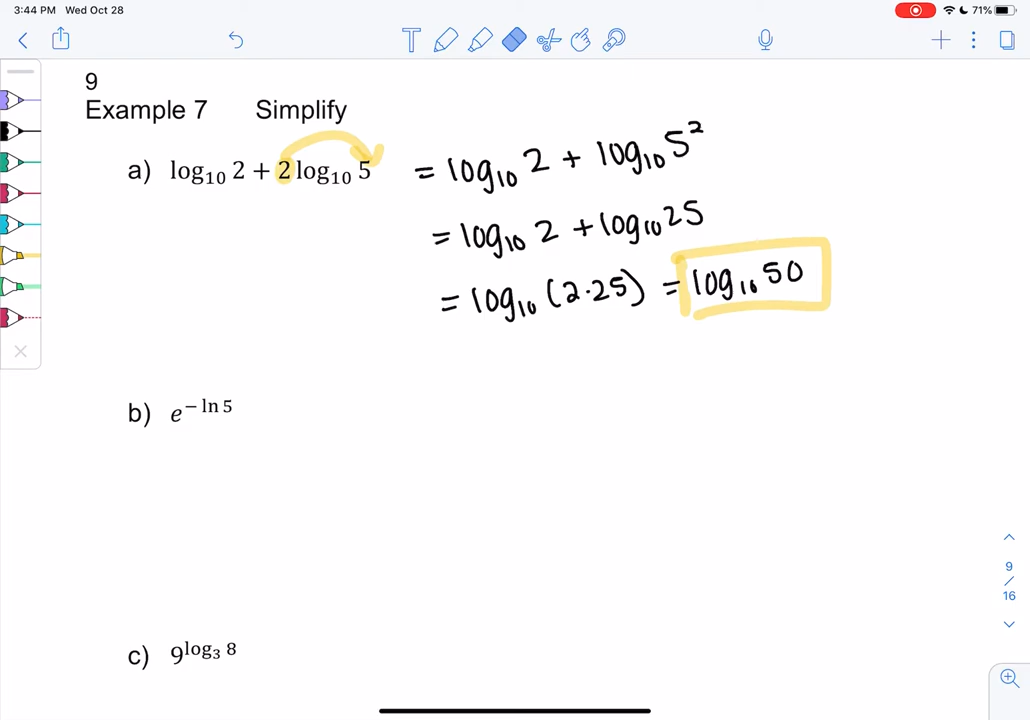 3:44 PM Wed Oct 28 71%
9
Example 7 Simplify
a) log₁₀ 2 + 2 log₁₀ 5 = log₁₀ 2 + log₁₀ 5²
= log₁₀ 2 + log₁₀ 25
= log₁₀ (2·25) = log₁₀ 50
b) e^(− ln 5)
c) 9^(log₃ 8)
9
/
16